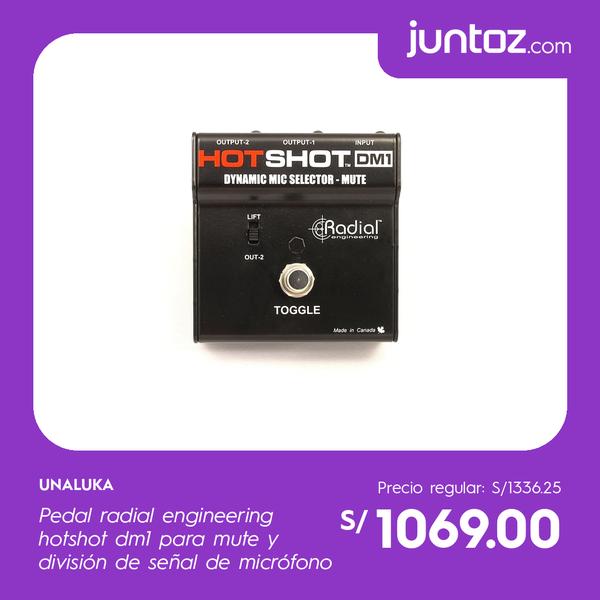 juntoz.com
OUTPUT-2 OUTPUT-1 INPUT
HOTSHOT™ DM1
DYNAMIC MIC SELECTOR - MUTE
LIFT
Radial™
engineering
OUT-2
TOGGLE
Made in Canada
UNALUKA
Pedal radial engineering
hotshot dm1 para mute y
división de señal de micrófono
Precio regular: S/1336.25
S/ 1069.00